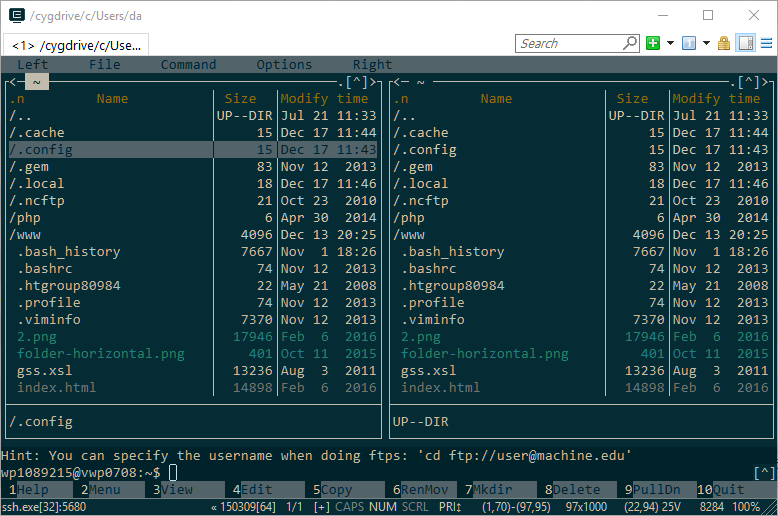 /cygdrive/c/Users/da
<1> /cygdrive/c/Use... Search
Left File Command Options Right
<─ ~ .[^]> <─ ~ .[^]>
.n Name Size Modify time .n Name Size Modify time
/.. UP--DIR Jul 21 11:33 /.. UP--DIR Jul 21 11:33
/.cache 15 Dec 17 11:44 /.cache 15 Dec 17 11:44
/.config 15 Dec 17 11:43 /.config 15 Dec 17 11:43
/.gem 83 Nov 12 2013 /.gem 83 Nov 12 2013
/.local 18 Dec 17 11:46 /.local 18 Dec 17 11:46
/.ncftp 21 Oct 23 2010 /.ncftp 21 Oct 23 2010
/php 6 Apr 30 2014 /php 6 Apr 30 2014
/www 4096 Dec 13 20:25 /www 4096 Dec 13 20:25
.bash_history 7667 Nov 1 18:26 .bash_history 7667 Nov 1 18:26
.bashrc 74 Nov 12 2013 .bashrc 74 Nov 12 2013
.htgroup80984 22 May 21 2008 .htgroup80984 22 May 21 2008
.profile 74 Nov 12 2013 .profile 74 Nov 12 2013
.viminfo 7370 Nov 12 2013 .viminfo 7370 Nov 12 2013
2.png 17946 Feb 6 2016 2.png 17946 Feb 6 2016
folder-horizontal.png 401 Oct 11 2015 folder-horizontal.png 401 Oct 11 2015
gss.xsl 13236 Aug 3 2011 gss.xsl 13236 Aug 3 2011
index.html 14898 Feb 6 2016 index.html 14898 Feb 6 2016
/.config UP--DIR
Hint: You can specify the username when doing ftps: 'cd ftp://user@machine.edu'
wp1089215@vwp0708:~$ [^]
1Help 2Menu 3View 4Edit 5Copy 6RenMov 7Mkdir 8Delete 9PullDn 10Quit
ssh.exe[32]:5680 « 150309[64] 1/1 [+] CAPS NUM SCRL PRI↕ (1,70)-(97,95) 97x1000 (22,94) 25V 8284 100%